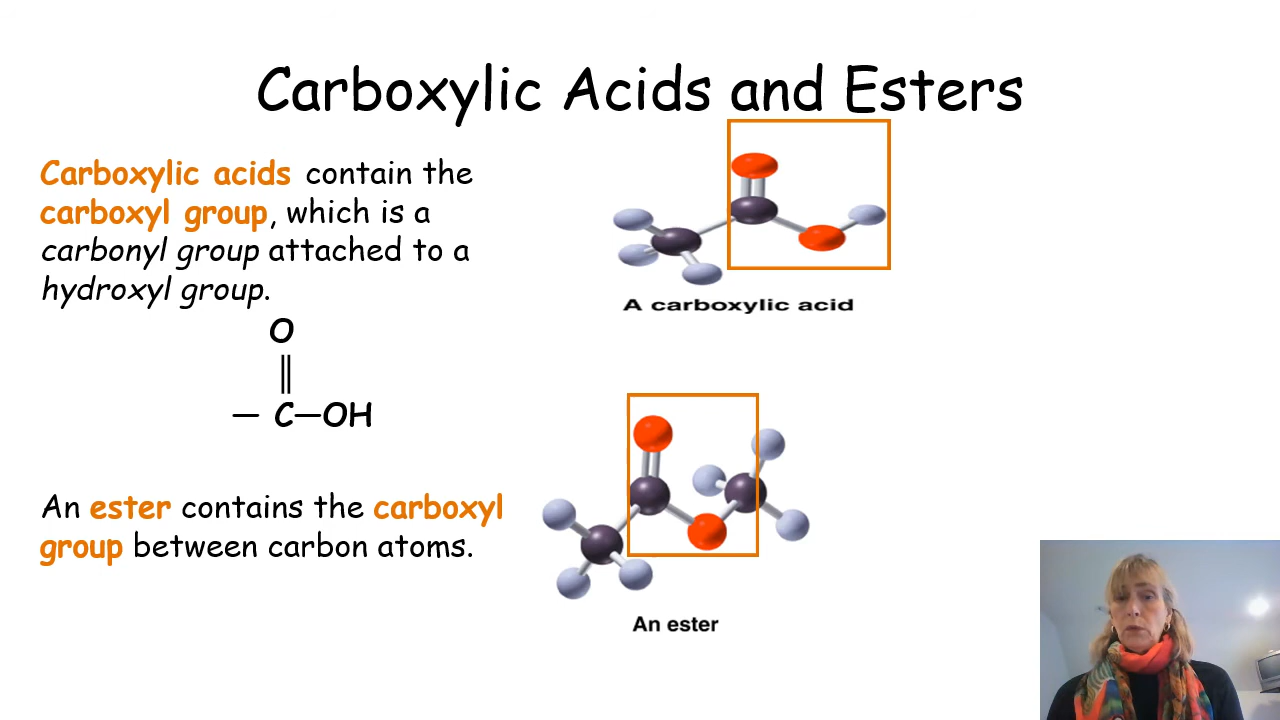 Carboxylic Acids and Esters
Carboxylic acids contain the
carboxyl group, which is a
carbonyl group attached to a
hydroxyl group.
O
‖
— C—OH
A carboxylic acid
An ester contains the carboxyl
group between carbon atoms.
An ester